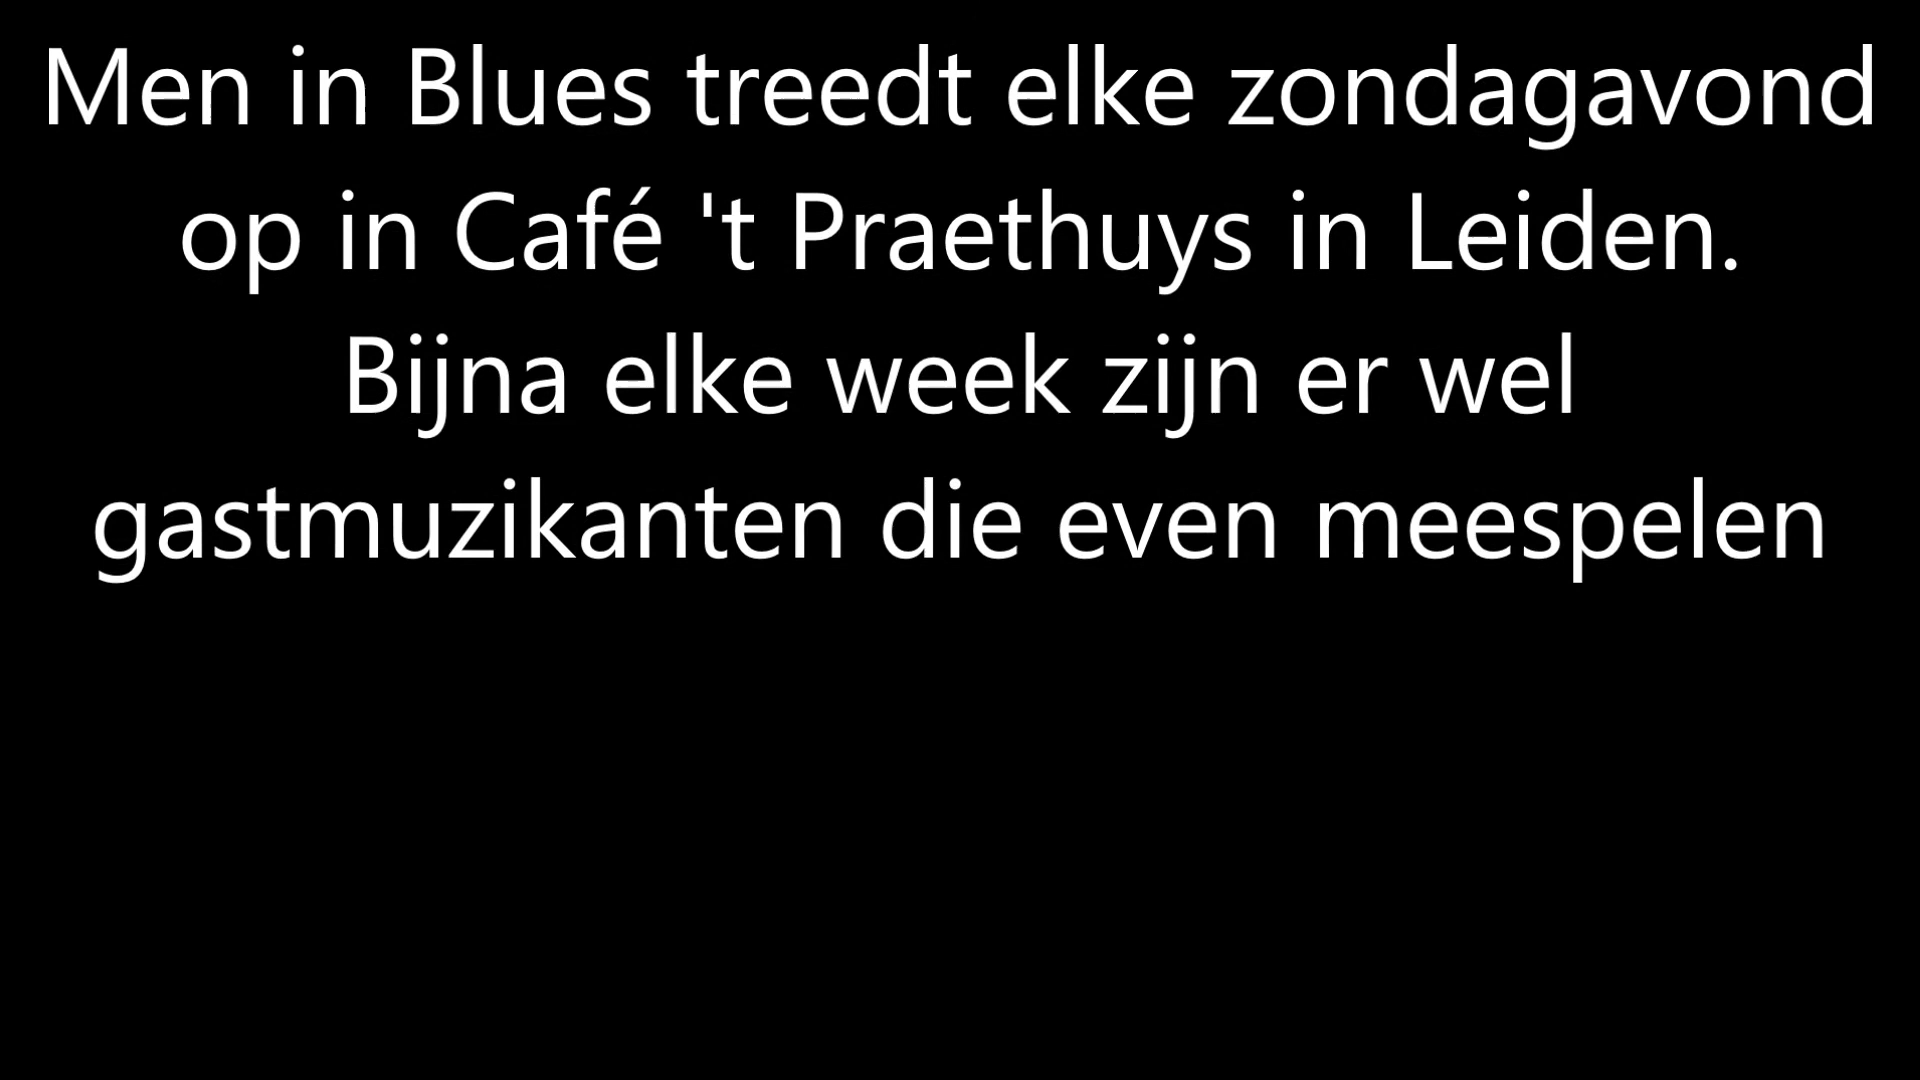 Men in Blues treedt elke zondagavond
op in Café 't Praethuys in Leiden.
Bijna elke week zijn er wel
gastmuzikanten die even meespelen